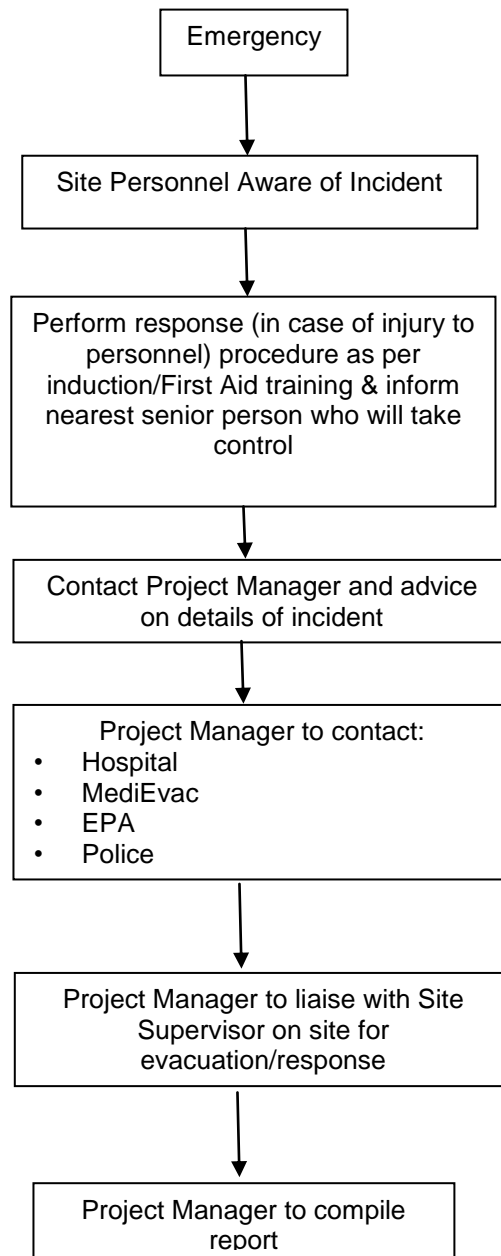 Emergency
Site Personnel Aware of Incident
Perform response (in case of injury to
personnel) procedure as per
induction/First Aid training & inform
nearest senior person who will take
control
Contact Project Manager and advice
on details of incident
Project Manager to contact:
• Hospital
• MediEvac
• EPA
• Police
Project Manager to liaise with Site
Supervisor on site for
evacuation/response
Project Manager to compile
report